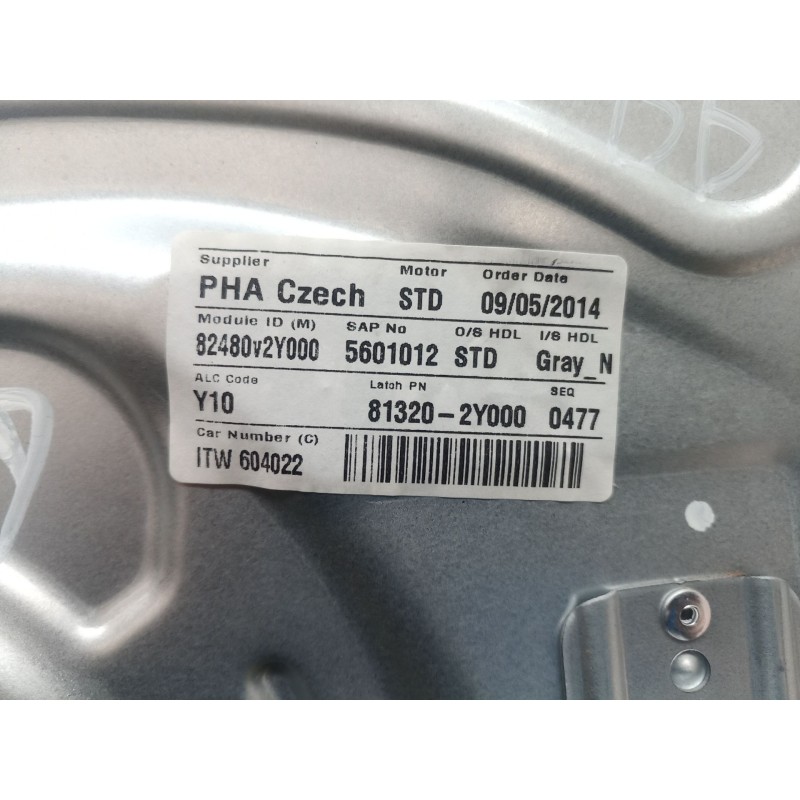 Supplier Motor Order Date
PHA Czech STD 09/05/2014
Module ID (M) SAP No O/S HDL I/S HDL
82480v2Y000 5601012 STD Gray_N
ALC Code Latch PN SEQ
Y10 81320-2Y000 0477
Car Number (C)
ITW 604022